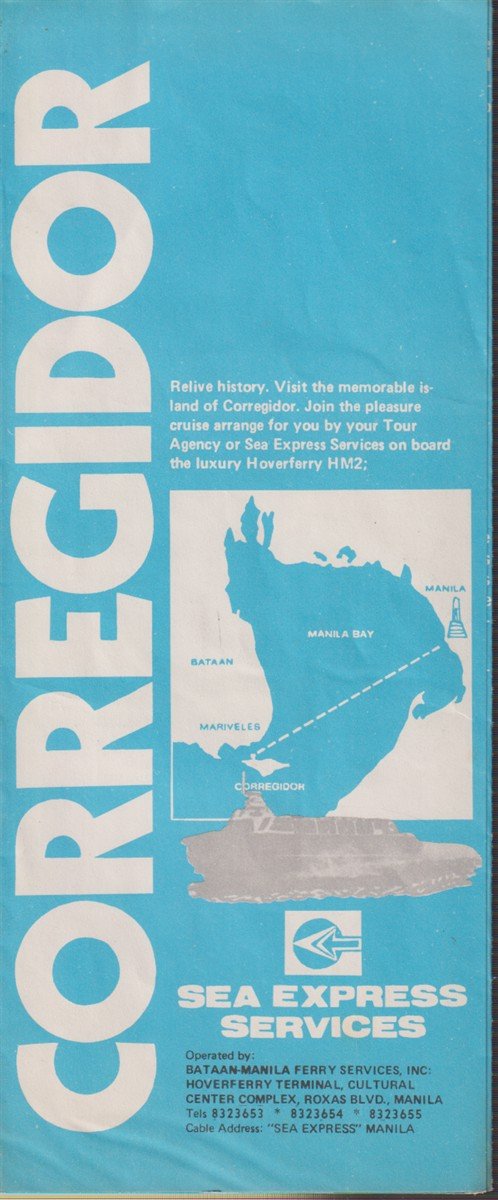 CORREGIDOR
Relive history. Visit the memorable is-
land of Corregidor. Join the pleasure
cruise arrange for you by your Tour
Agency or Sea Express Services on board
the luxury Hoverferry HM2;
MANILA
MANILA BAY
BATAAN
MARIVELES
CORREGIDOR
SEA EXPRESS
SERVICES
Operated by:
BATAAN-MANILA FERRY SERVICES, INC:
HOVERFERRY TERMINAL, CULTURAL
CENTER COMPLEX, ROXAS BLVD., MANILA
Tels 8323653 * 8323654 * 8323655
Cable Address: "SEA EXPRESS" MANILA